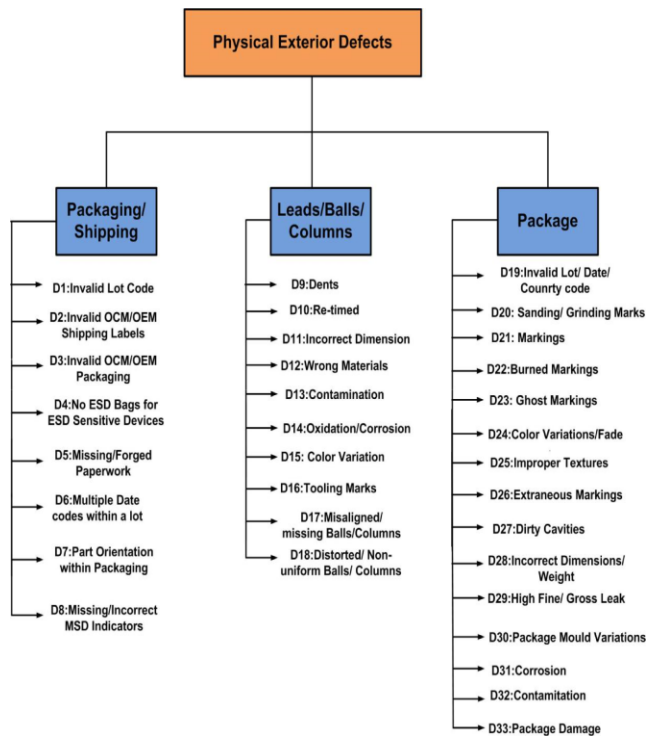 Physical Exterior Defects
Packaging/
Shipping
D1:Invalid Lot Code
D2:Invalid OCM/OEM
Shipping Labels
D3:Invalid OCM/OEM
Packaging
D4:No ESD Bags for
ESD Sensitive Devices
D5:Missing/Forged
Paperwork
D6:Multiple Date
codes within a lot
D7:Part Orientation
within Packaging
D8:Missing/Incorrect
MSD Indicators
Leads/Balls/
Columns
D9:Dents
D10:Re-timed
D11:Incorrect Dimension
D12:Wrong Materials
D13:Contamination
D14:Oxidation/Corrosion
D15: Color Variation
D16:Tooling Marks
D17:Misaligned/
missing Balls/Columns
D18:Distorted/ Non-
uniform Balls/ Columns
Package
D19:Invalid Lot/ Date/
Counrty code
D20: Sanding/ Grinding Marks
D21: Markings
D22:Burned Markings
D23: Ghost Markings
D24:Color Variations/Fade
D25:Improper Textures
D26:Extraneous Markings
D27:Dirty Cavities
D28:Incorrect Dimensions/
Weight
D29:High Fine/ Gross Leak
D30:Package Mould Variations
D31:Corrosion
D32:Contamitation
D33:Package Damage